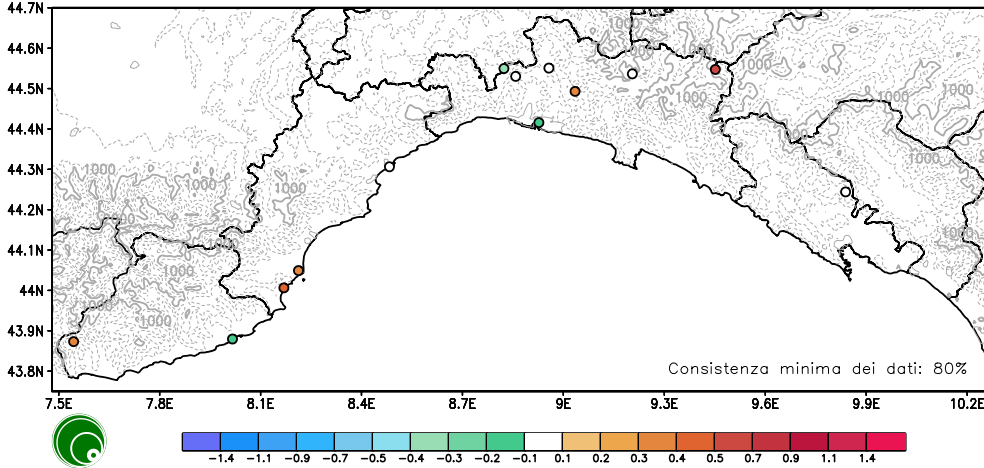 44.7N
44.6N
1000 1000
44.5N 1000 1000 1000
44.4N
44.3N
1000 1000 1000
1000
44.2N
44.1N
1000 1000
44N
43.9N
1000
43.8N
Consistenza minima dei dati: 80%
7.5E 7.8E 8.1E 8.4E 8.7E 9E 9.3E 9.6E 9.9E 10.2E
−1.4 −1.1 −0.9 −0.7 −0.5 −0.4 −0.3 −0.2 −0.1 0.1 0.2 0.3 0.4 0.5 0.7 0.9 1.1 1.4